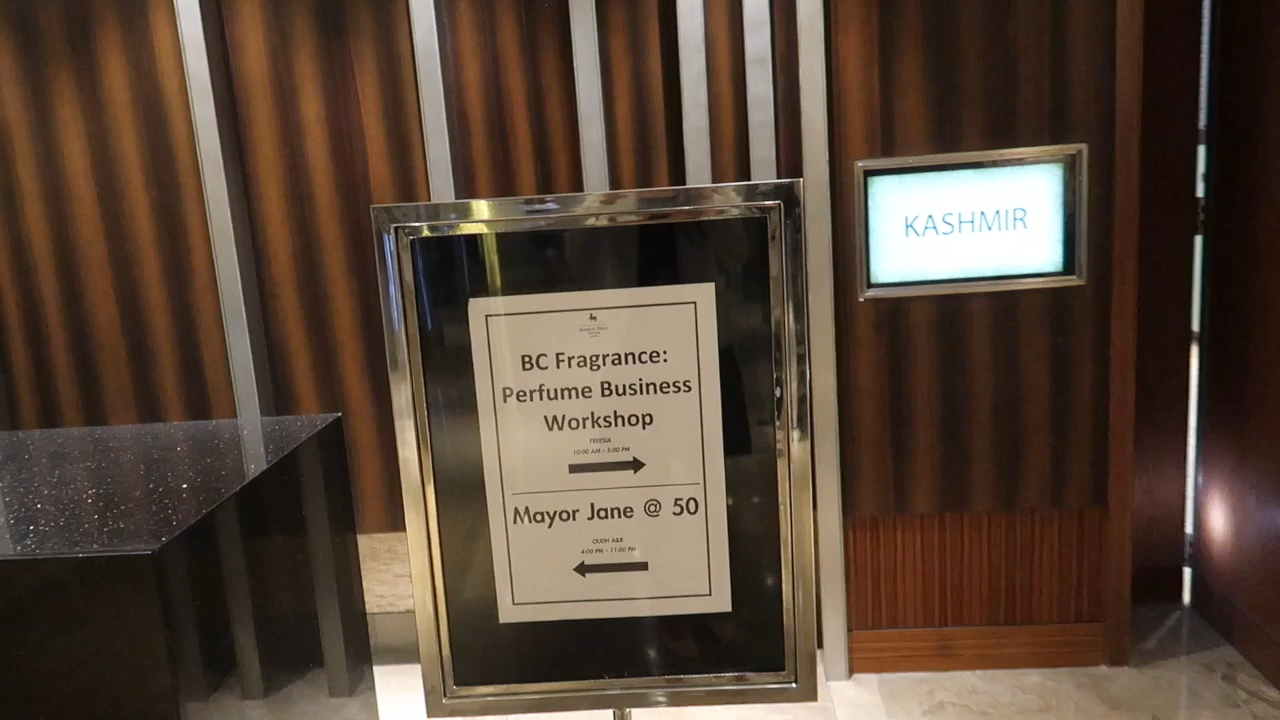 BC Fragrance:
Perfume Business
Workshop
FREESIA
10:00 AM – 5:00 PM
Mayor Jane @ 50
OUDH A&B
4:00 PM – 11:00 PM
KASHMIR